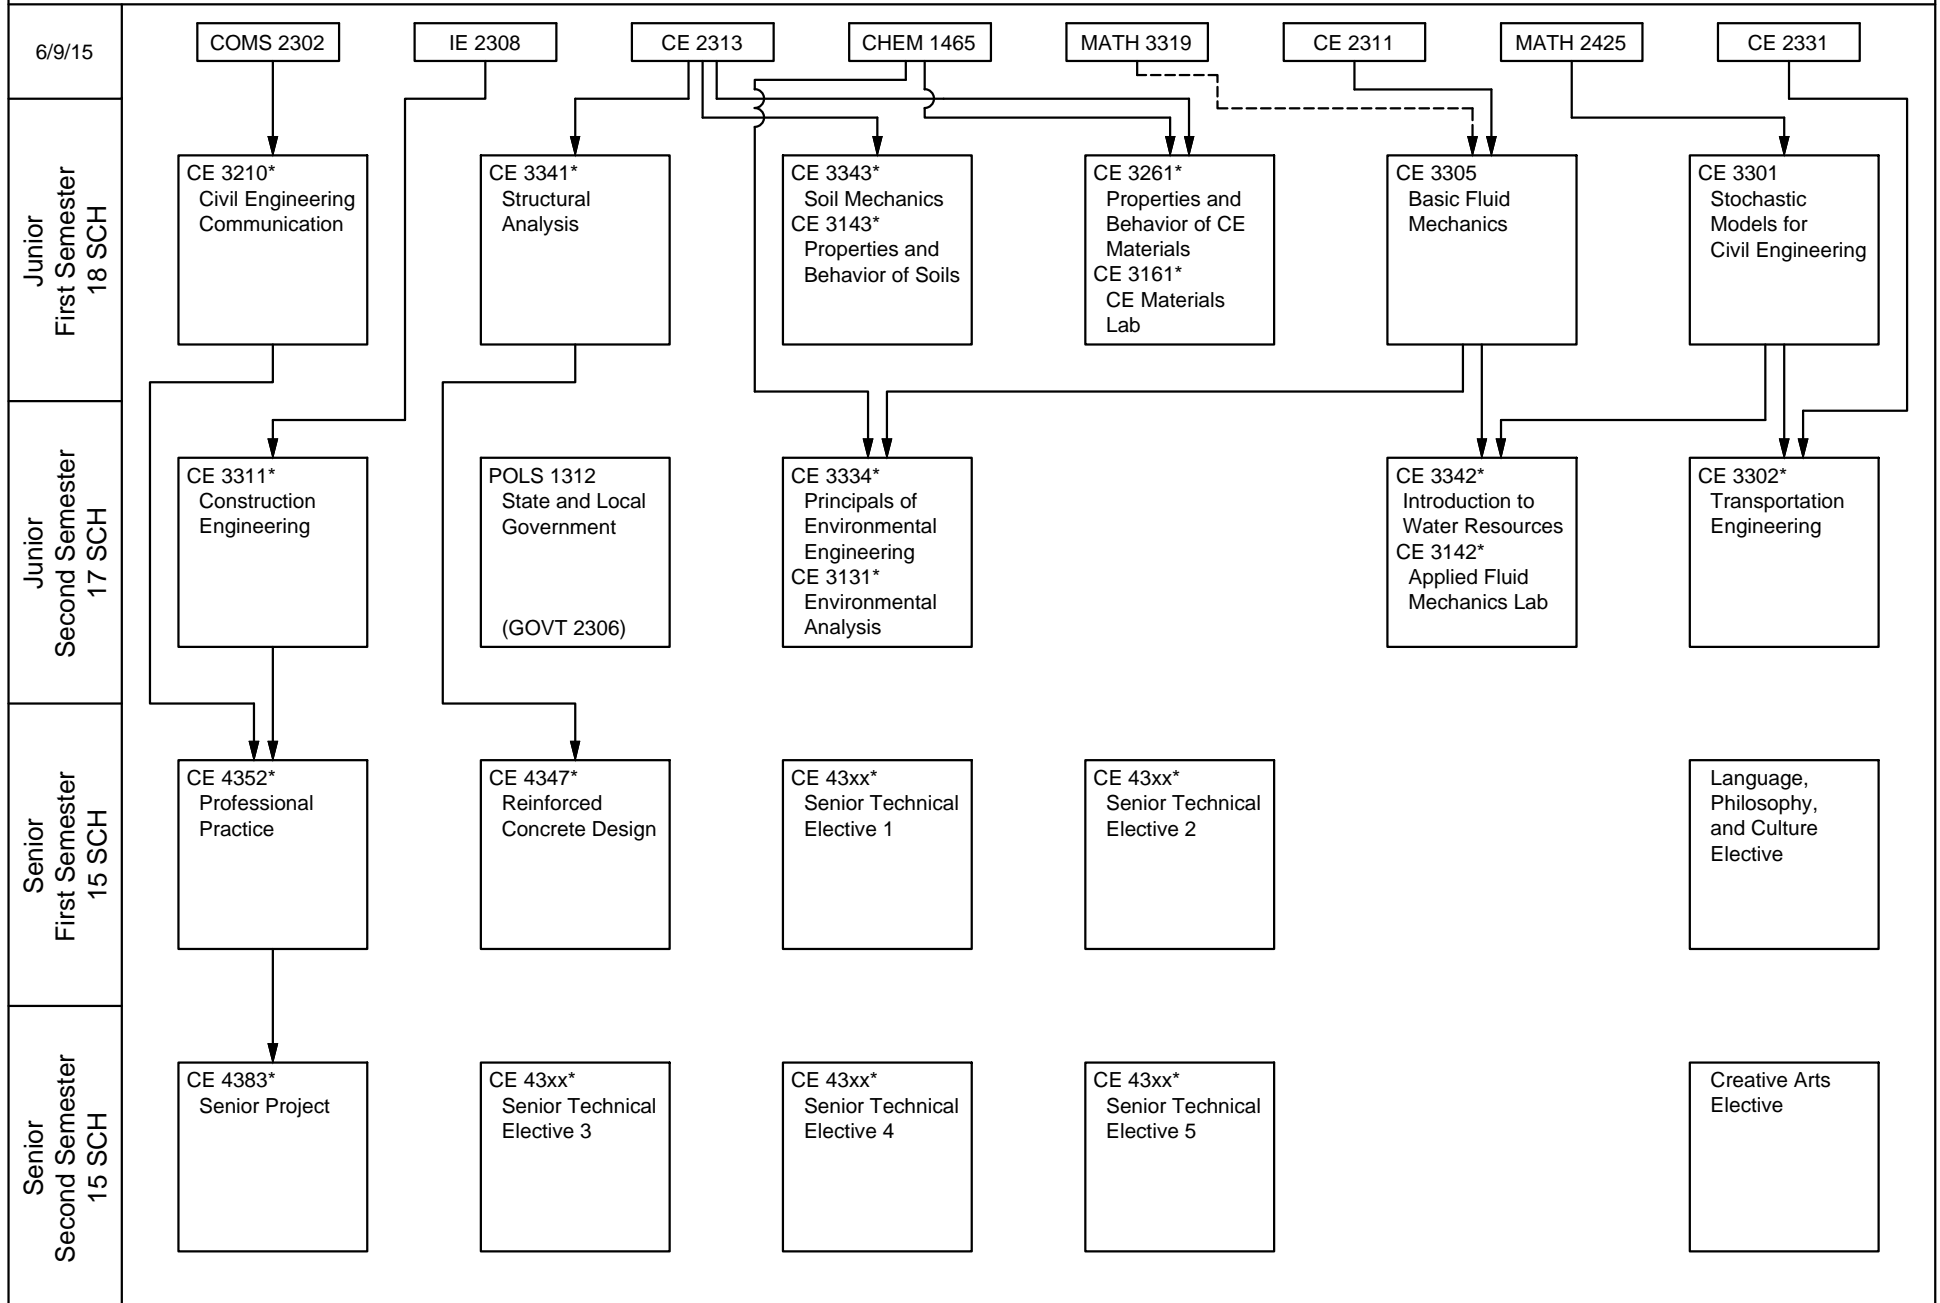 6/9/15
COMS 2302
IE 2308
CE 2313
CHEM 1465
MATH 3319
CE 2311
MATH 2425
CE 2331
Junior
First Semester
18 SCH
CE 3210*
Civil Engineering
Communication
CE 3341*
Structural
Analysis
CE 3343*
Soil Mechanics
CE 3143*
Properties and
Behavior of Soils
CE 3261*
Properties and
Behavior of CE
Materials
CE 3161*
CE Materials
Lab
CE 3305
Basic Fluid
Mechanics
CE 3301
Stochastic
Models for
Civil Engineering
Junior
Second Semester
17 SCH
CE 3311*
Construction
Engineering
POLS 1312
State and Local
Government
(GOVT 2306)
CE 3334*
Principals of
Environmental
Engineering
CE 3131*
Environmental
Analysis
CE 3342*
Introduction to
Water Resources
CE 3142*
Applied Fluid
Mechanics Lab
CE 3302*
Transportation
Engineering
Senior
First Semester
15 SCH
CE 4352*
Professional
Practice
CE 4347*
Reinforced
Concrete Design
CE 43xx*
Senior Technical
Elective 1
CE 43xx*
Senior Technical
Elective 2
Language,
Philosophy,
and Culture
Elective
Senior
Second Semester
15 SCH
CE 4383*
Senior Project
CE 43xx*
Senior Technical
Elective 3
CE 43xx*
Senior Technical
Elective 4
CE 43xx*
Senior Technical
Elective 5
Creative Arts
Elective